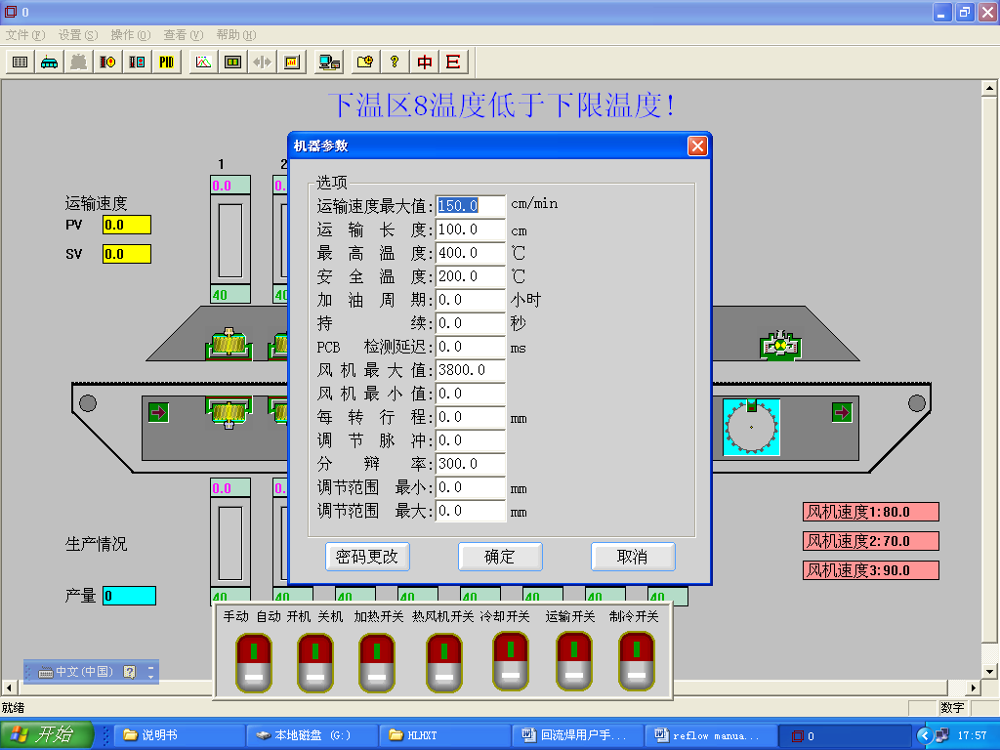 0
文件(F) 设置(S) 操作(O) 查看(V) 帮助(H)
PID ? 中
下温区8温度低于下限温度!
机器参数
选项
运输速度最大值: 150.0 cm/min
运输长度: 100.0 cm
最高温度: 400.0 ℃
安全温度: 200.0 ℃
加油周期: 0.0 小时
持续: 0.0 秒
PCB 检测延迟: 0.0 ms
风机最大值: 3800.0
风机最小值: 0.0
每转行程: 0.0 mm
调节脉冲: 0.0
分辩率: 300.0
调节范围 最小: 0.0 mm
调节范围 最大: 0.0 mm
密码更改 确定 取消
1 2
0.0 0.
运输速度
PV 0.0
SV 0.0
40 40
0.0 0.
生产情况
产量 0
40 40 40 40 40 40 40 40
风机速度1:80.0
风机速度2:70.0
风机速度3:90.0
手动 自动 开机 关机 加热开关 热风机开关 冷却开关 运输开关 制冷开关
中文(中国) ?
就绪 数字
开始 说明书 本地磁盘 (G:) HLHXT 回流焊用户手... reflow manua... 0 17:57